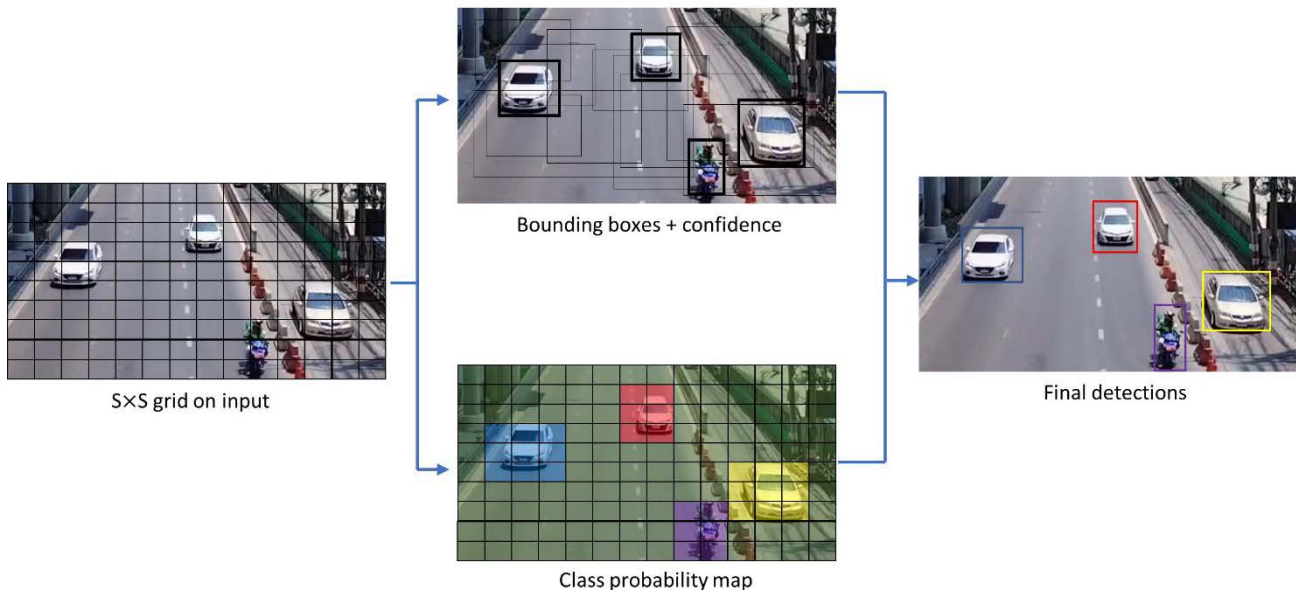 Bounding boxes + confidence
S×S grid on input
Final detections
Class probability map